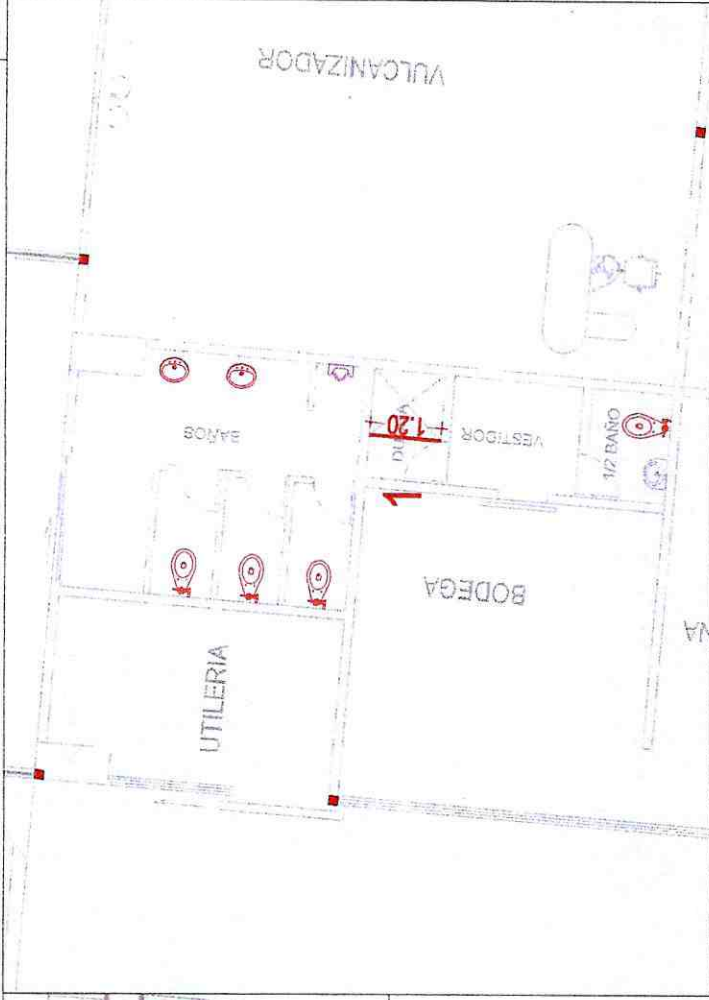 VULCANIZADOR
BAÑOS
1.20
VESTIDOR
1/2 BAÑO
BODEGA
UTILERIA